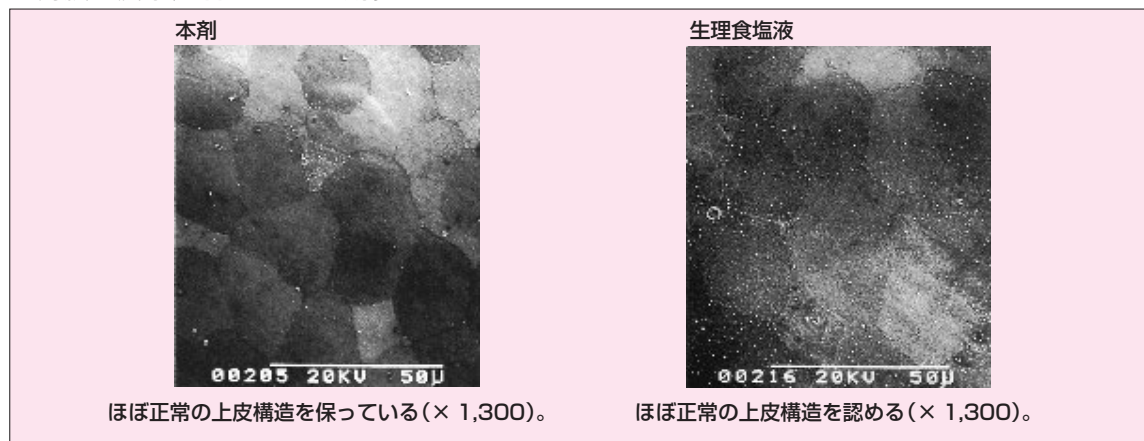 本剤
生理食塩液
00205 20KV 50μ
00216 20KV 50μ
ほぼ正常の上皮構造を保っている(× 1,300)。
ほぼ正常の上皮構造を認める(× 1,300)。